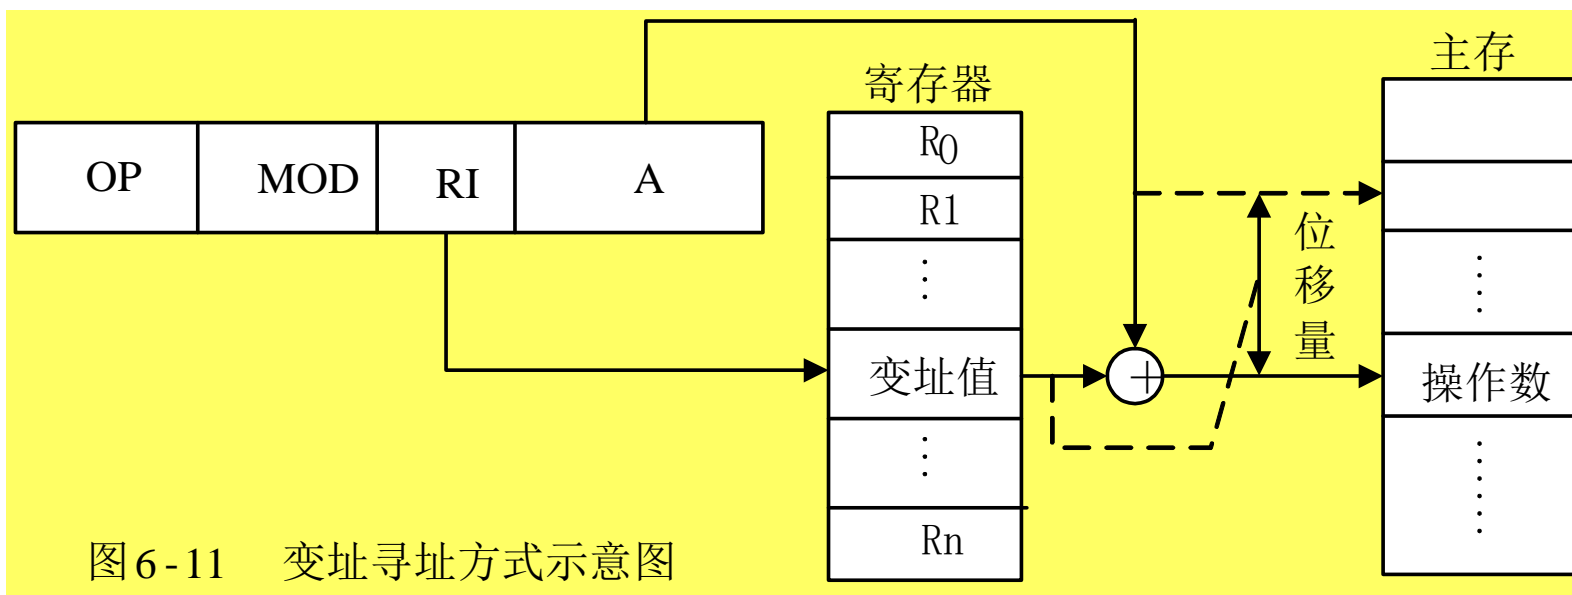 主存
寄存器
OP MOD RI A
R0
R1
⋮
变址值
⋮
Rn
+
位移量
⋮
操作数
⋮
图6-11 变址寻址方式示意图